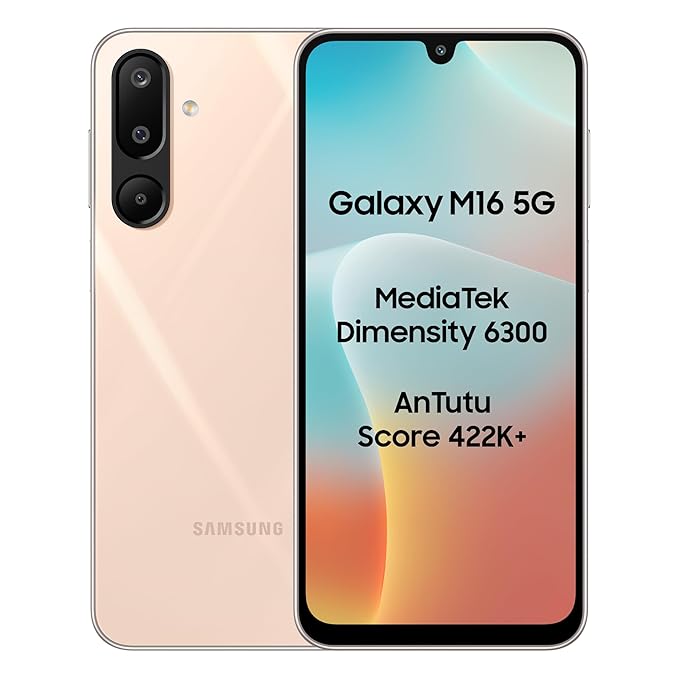 Galaxy M16 5G
MediaTek
Dimensity 6300
AnTutu
Score 422K+
SAMSUNG